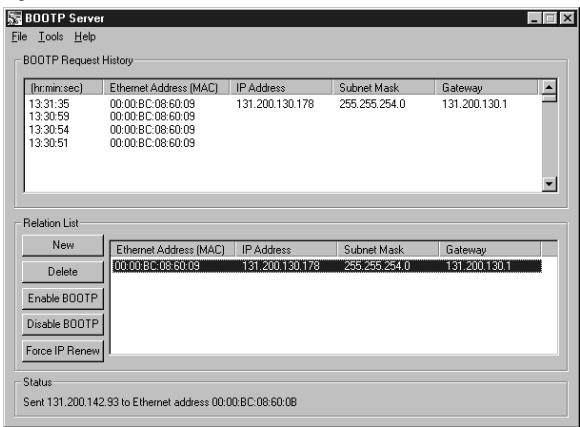 BOOTP Server
File Tools Help
BOOTP Request History
(hr:min:sec) Ethernet Address (MAC) IP Address Subnet Mask Gateway
13:31:35 00:00:BC:08:60:09 131.200.130.178 255.255.254.0 131.200.130.1
13:30:59 00:00:BC:08:60:09
13:30:54 00:00:BC:08:60:09
13:30:51 00:00:BC:08:60:09
Relation List
New
Delete
Enable BOOTP
Disable BOOTP
Force IP Renew
Ethernet Address (MAC) IP Address Subnet Mask Gateway
00:00:BC:08:60:09 131.200.130.178 255.255.254.0 131.200.130.1
Status
Sent 131.200.142.93 to Ethernet address 00:00:BC:08:60:0B